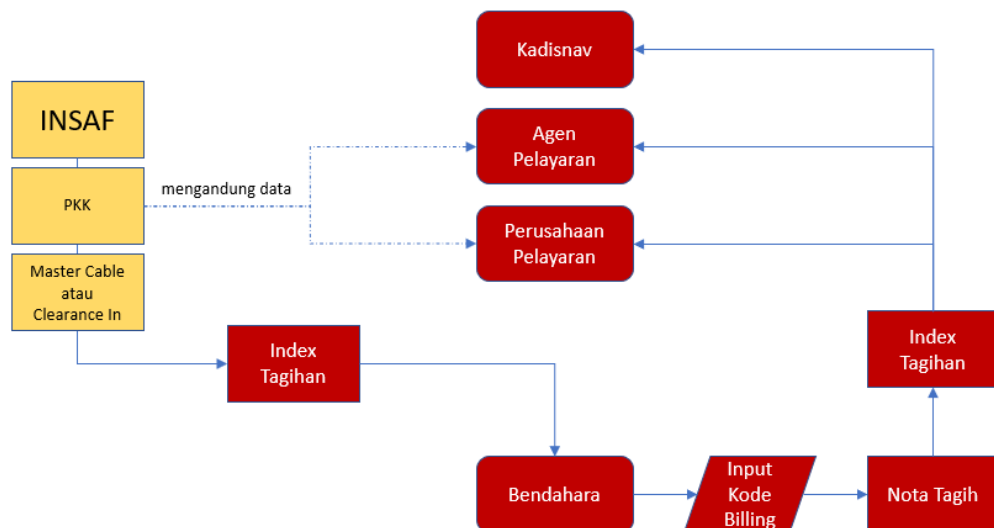 Kadisnav
INSAF
Agen
Pelayaran
mengandung data
PKK
Perusahaan
Pelayaran
Master Cable
atau
Clearance In
Index
Tagihan
Index
Tagihan
Bendahara
Input
Kode
Billing
Nota Tagih